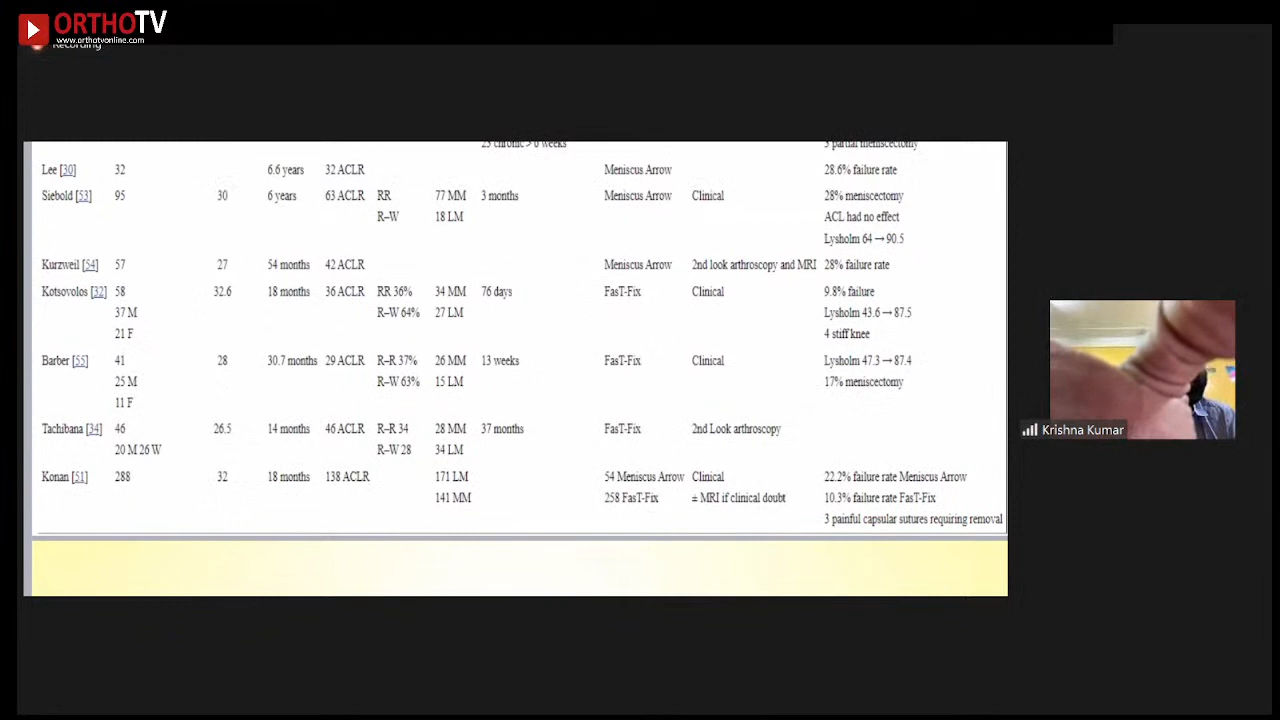 ORTHOTV
www.orthotvonline.com
Recording
25 chronic > 6 weeks 3 partial meniscectomy
Lee [30] 32 6.6 years 32 ACLR Meniscus Arrow 28.6% failure rate
Siebold [53] 95 30 6 years 63 ACLR RR 77 MM 3 months Meniscus Arrow Clinical 28% meniscectomy
R–W 18 LM ACL had no effect
Lysholm 64 → 90.5
Kurzweil [54] 57 27 54 months 42 ACLR Meniscus Arrow 2nd look arthroscopy and MRI 28% failure rate
Kotsovolos [32] 58 32.6 18 months 36 ACLR RR 36% 34 MM 76 days FasT-Fix Clinical 9.8% failure
37 M R–W 64% 27 LM Lysholm 43.6 → 87.5
21 F 4 stiff knee
Barber [55] 41 28 30.7 months 29 ACLR R–R 37% 26 MM 13 weeks FasT-Fix Clinical Lysholm 47.3 → 87.4
25 M R–W 63% 15 LM 17% meniscectomy
11 F
Tachibana [34] 46 26.5 14 months 46 ACLR R–R 34 28 MM 37 months FasT-Fix 2nd Look arthroscopy
20 M 26 W R–W 28 34 LM
Konan [51] 288 32 18 months 138 ACLR 171 LM 54 Meniscus Arrow Clinical 22.2% failure rate Meniscus Arrow
141 MM 258 FasT-Fix ± MRI if clinical doubt 10.3% failure rate FasT-Fix
3 painful capsular sutures requiring removal
Krishna Kumar